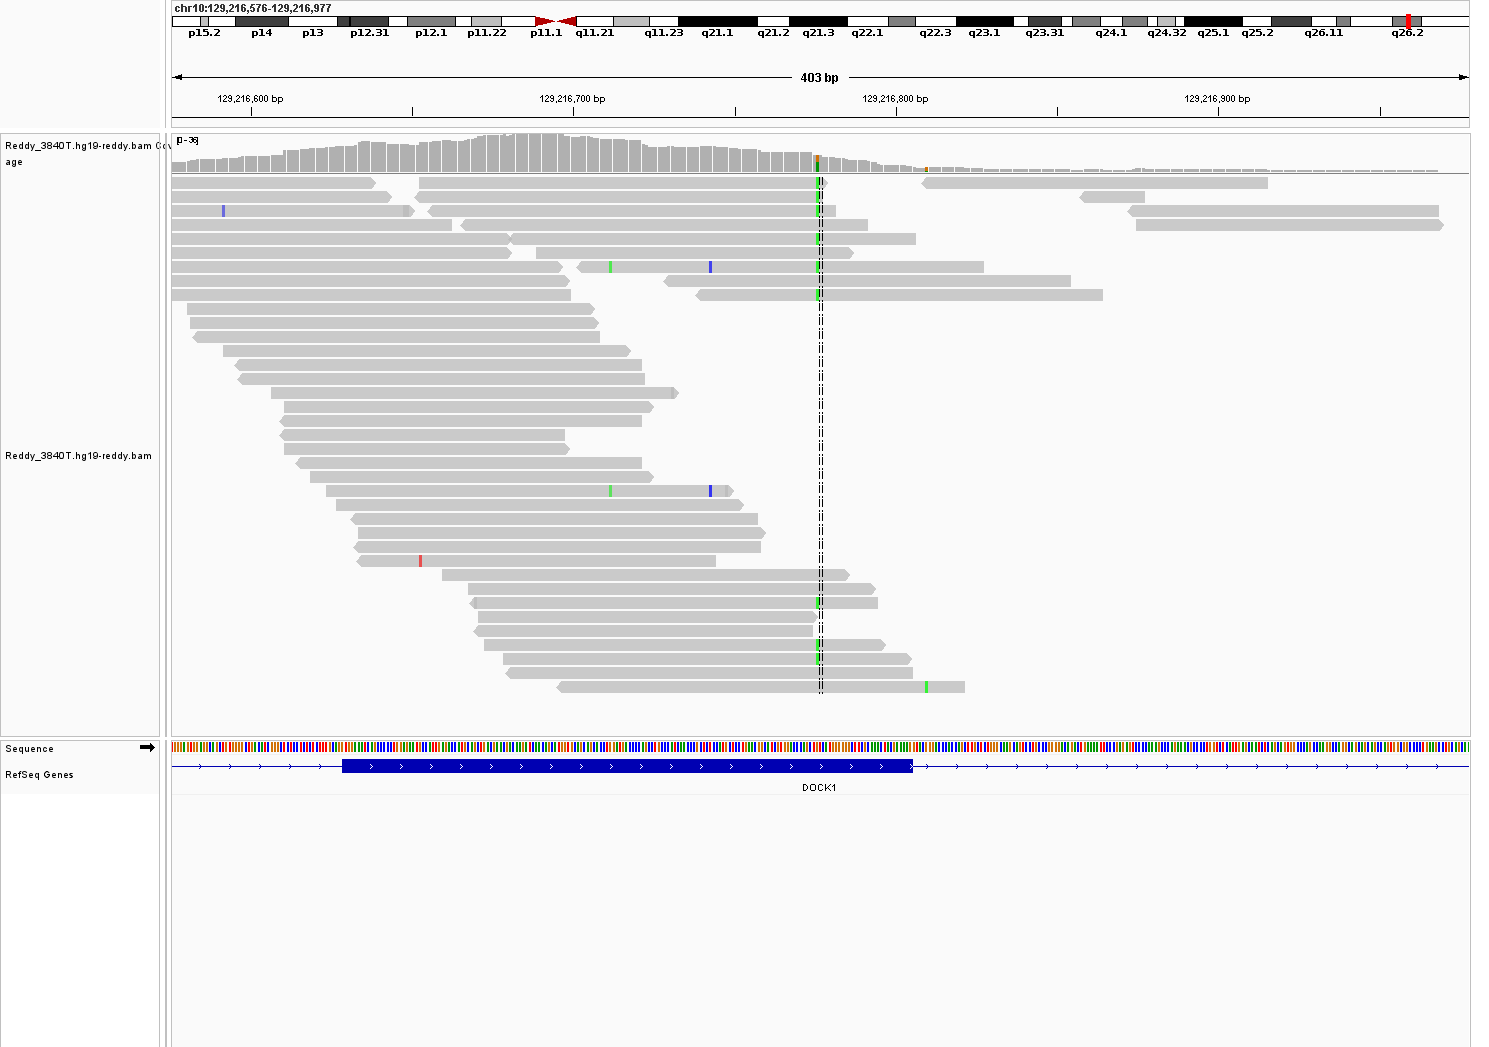 chr10:129,216,576-129,216,977
p15.2 p14 p13 p12.31 p12.1 p11.22 p11.1 q11.21 q11.23 q21.1 q21.2 q21.3 q22.1 q22.3 q23.1 q23.31 q24.1 q24.32 q25.1 q25.2 q26.11 q26.2
403 bp
129,216,600 bp 129,216,700 bp 129,216,800 bp 129,216,900 bp
[0-36]
Reddy_3840T.hg19-reddy.bam Cov
age
Reddy_3840T.hg19-reddy.bam
Sequence
RefSeq Genes
DOCK1